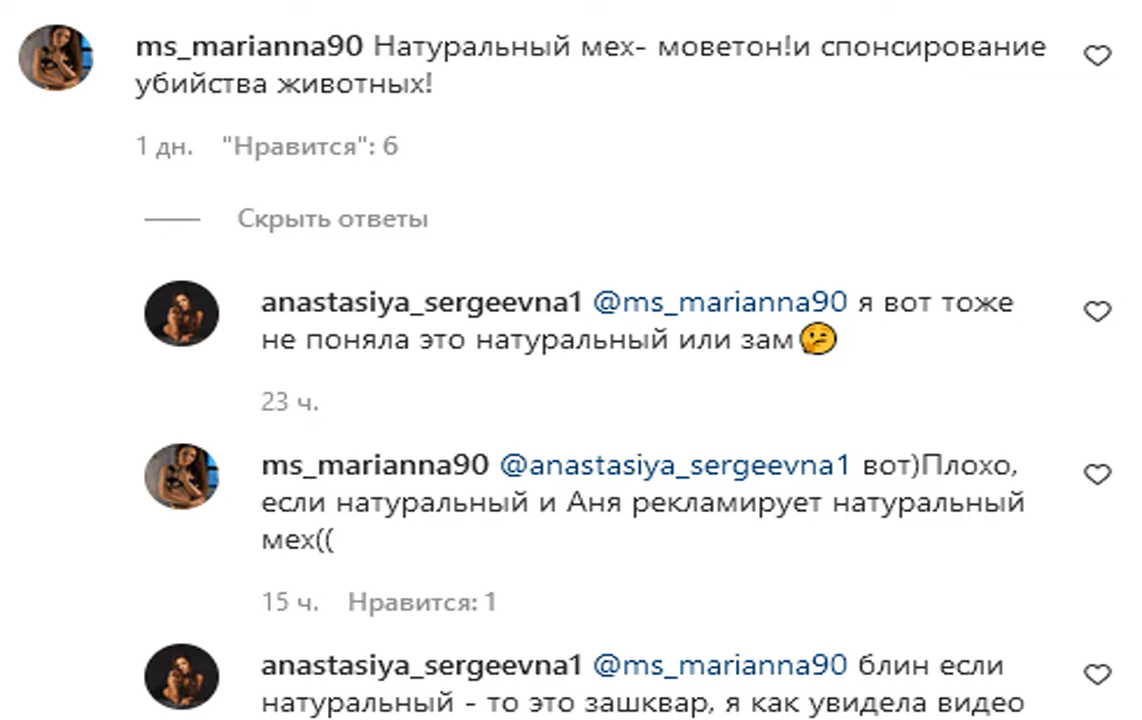 ms_marianna90 Натуральный мех- моветон!и спонсирование
убийства животных!
1 дн. "Нравится": 6
Скрыть ответы
anastasiya_sergeevna1 @ms_marianna90 я вот тоже
не поняла это натуральный или зам🤔
23 ч.
ms_marianna90 @anastasiya_sergeevna1 вот)Плохо,
если натуральный и Аня рекламирует натуральный
мех((
15 ч. Нравится: 1
anastasiya_sergeevna1 @ms_marianna90 блин если
натуральный - то это зашквар, я как увидела видео